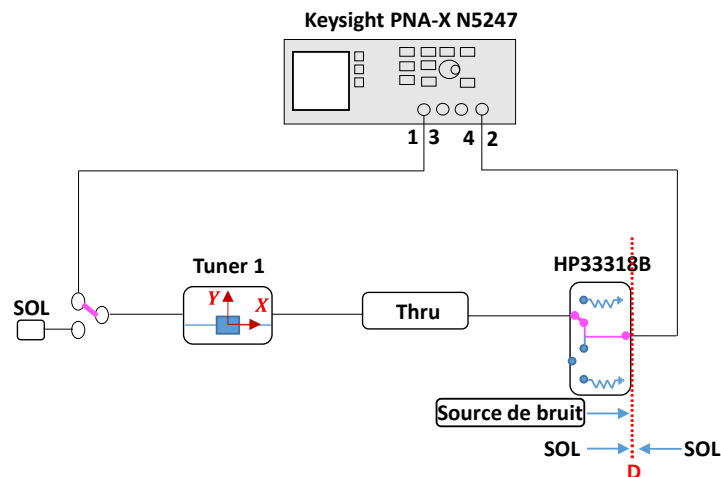 Keysight PNA-X N5247
1 3 4 2
Tuner 1
HP33318B
Y
X
SOL
Thru
Source de bruit
SOL SOL
D